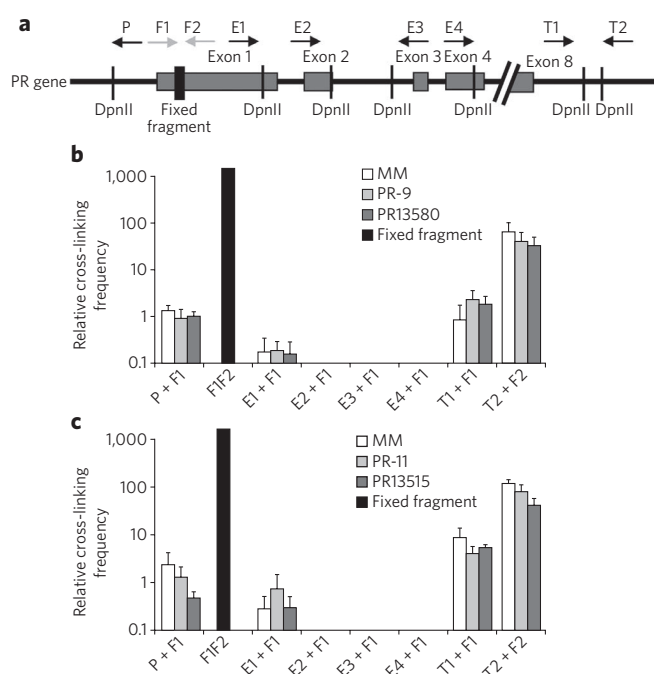 a
P F1 F2 E1 E2 E3 E4 T1 T2
Exon 1 Exon 2 Exon 3 Exon 4 Exon 8
PR gene
DpnII Fixed fragment DpnII DpnII DpnII DpnII DpnII DpnII
b
Relative cross-linking frequency
1,000
100
10
1
0.1
MM
PR-9
PR13580
Fixed fragment
P + F1 F1F2 E1 + F1 E2 + F1 E3 + F1 E4 + F1 T1 + F1 T2 + F2
c
Relative cross-linking frequency
1,000
100
10
1
0.1
MM
PR-11
PR13515
Fixed fragment
P + F1 F1F2 E1 + F1 E2 + F1 E3 + F1 E4 + F1 T1 + F1 T2 + F2